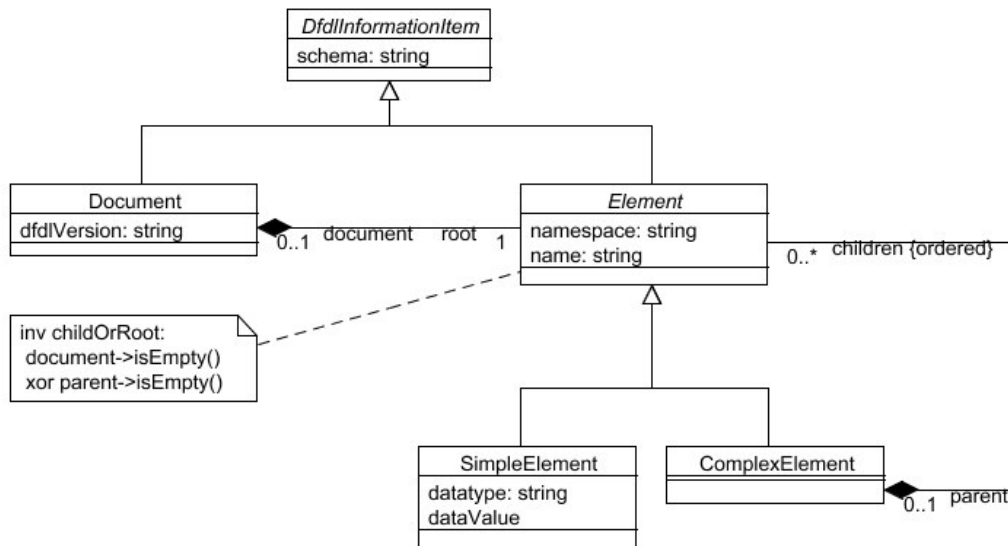 DfdlInformationItem
schema: string
Document
dfdlVersion: string
0..1 document root 1
Element
namespace: string
name: string
0..* children {ordered}
inv childOrRoot:
document->isEmpty()
xor parent->isEmpty()
SimpleElement
datatype: string
dataValue
ComplexElement
0..1 parent